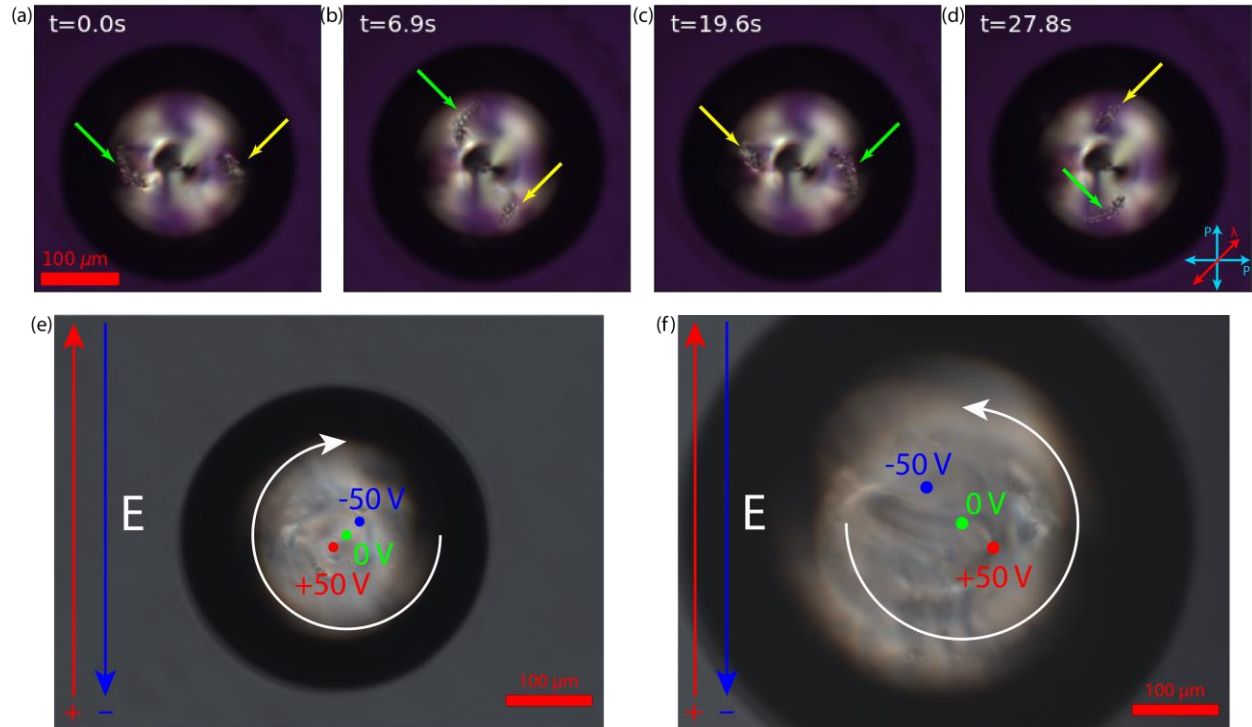 (a) t=0.0s
(b) t=6.9s
(c) t=19.6s
(d) t=27.8s
100 μm
P
λ
P
(e)
E
-50 V
0 V
+50 V
100 μm
+ −
(f)
E
-50 V
0 V
+50 V
100 μm
+ −